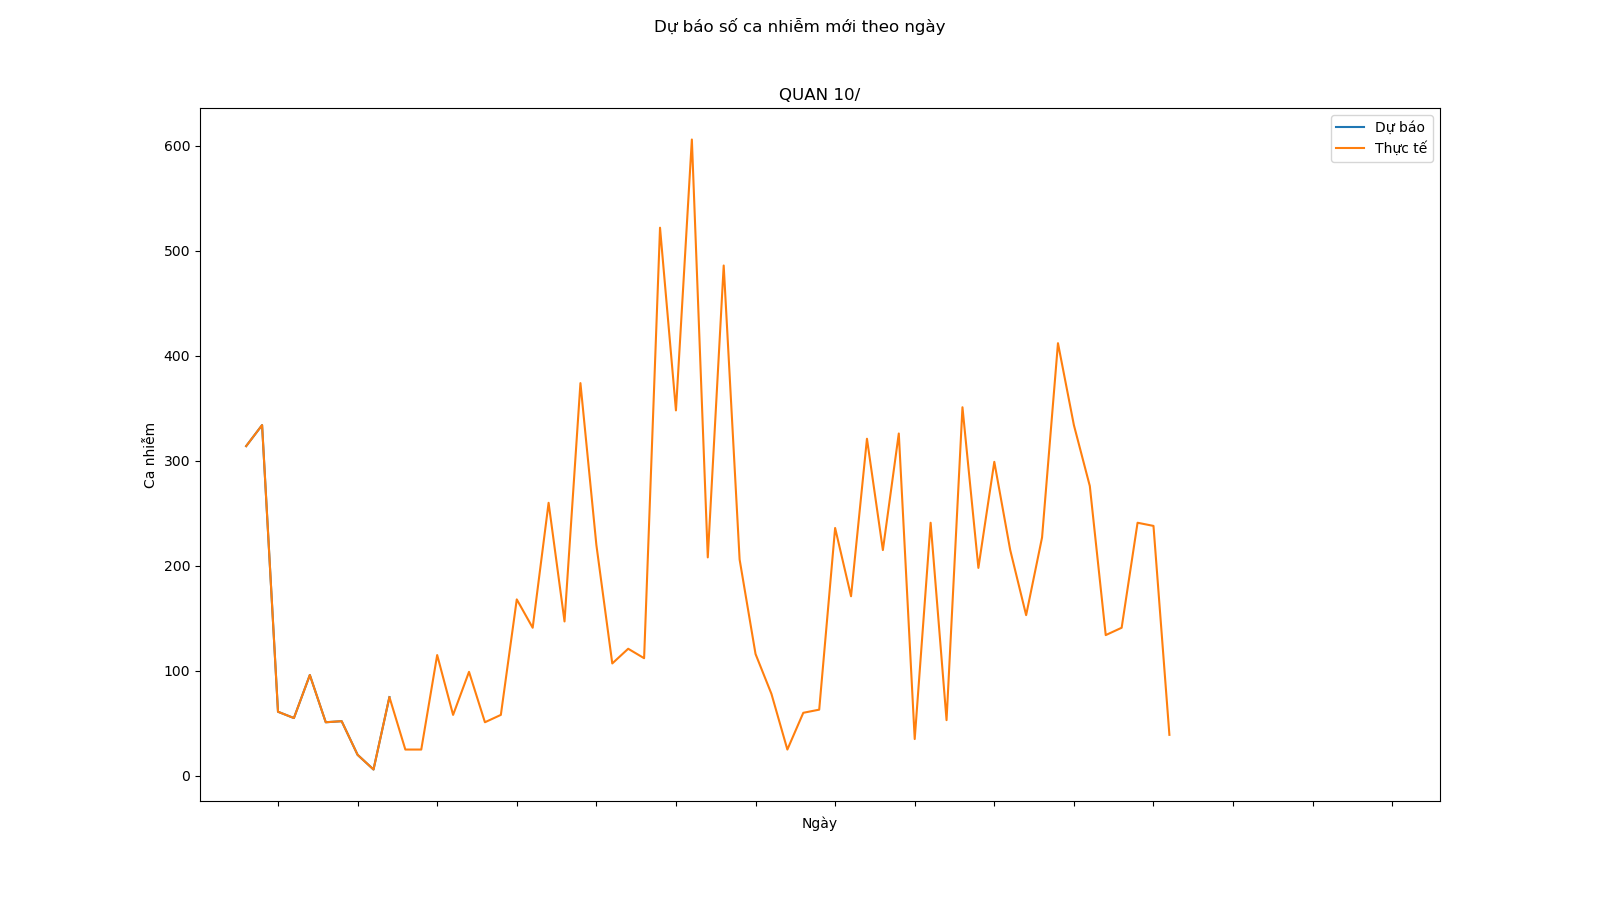 Dự báo số ca nhiễm mới theo ngày
QUAN 10/
Dự báo
Thực tế
600
500
400
300
200
100
0
Ca nhiễm
Ngày